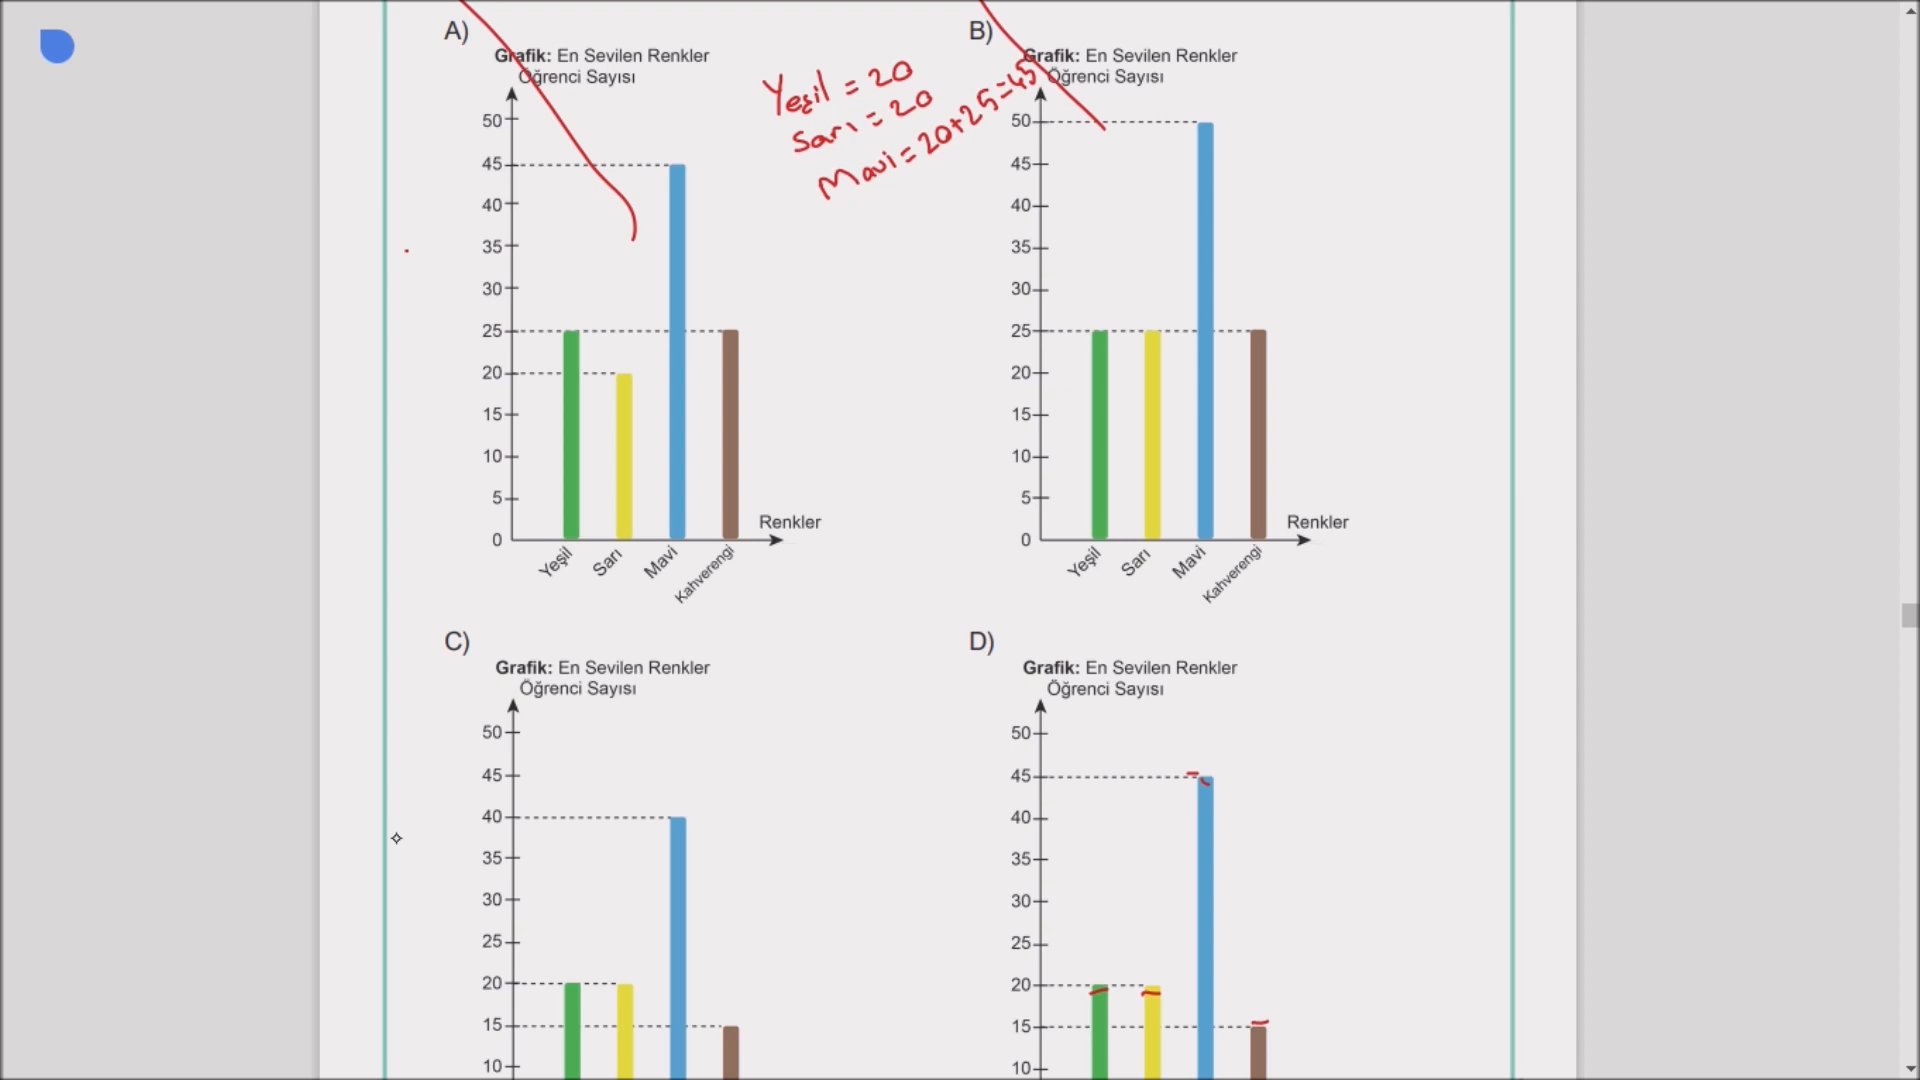 A)
Grafik: En Sevilen Renkler
Öğrenci Sayısı
50
45
40
35
30
25
20
15
10
5
0
Renkler
Yeşil
Sarı
Mavi
Kahverengi
Yeşil = 20
Sarı = 20
Mavi = 20+25=45
B)
Grafik: En Sevilen Renkler
Öğrenci Sayısı
50
45
40
35
30
25
20
15
10
5
0
Renkler
Yeşil
Sarı
Mavi
Kahverengi
C)
Grafik: En Sevilen Renkler
Öğrenci Sayısı
50
45
40
35
30
25
20
15
10
D)
Grafik: En Sevilen Renkler
Öğrenci Sayısı
50
45
40
35
30
25
20
15
10